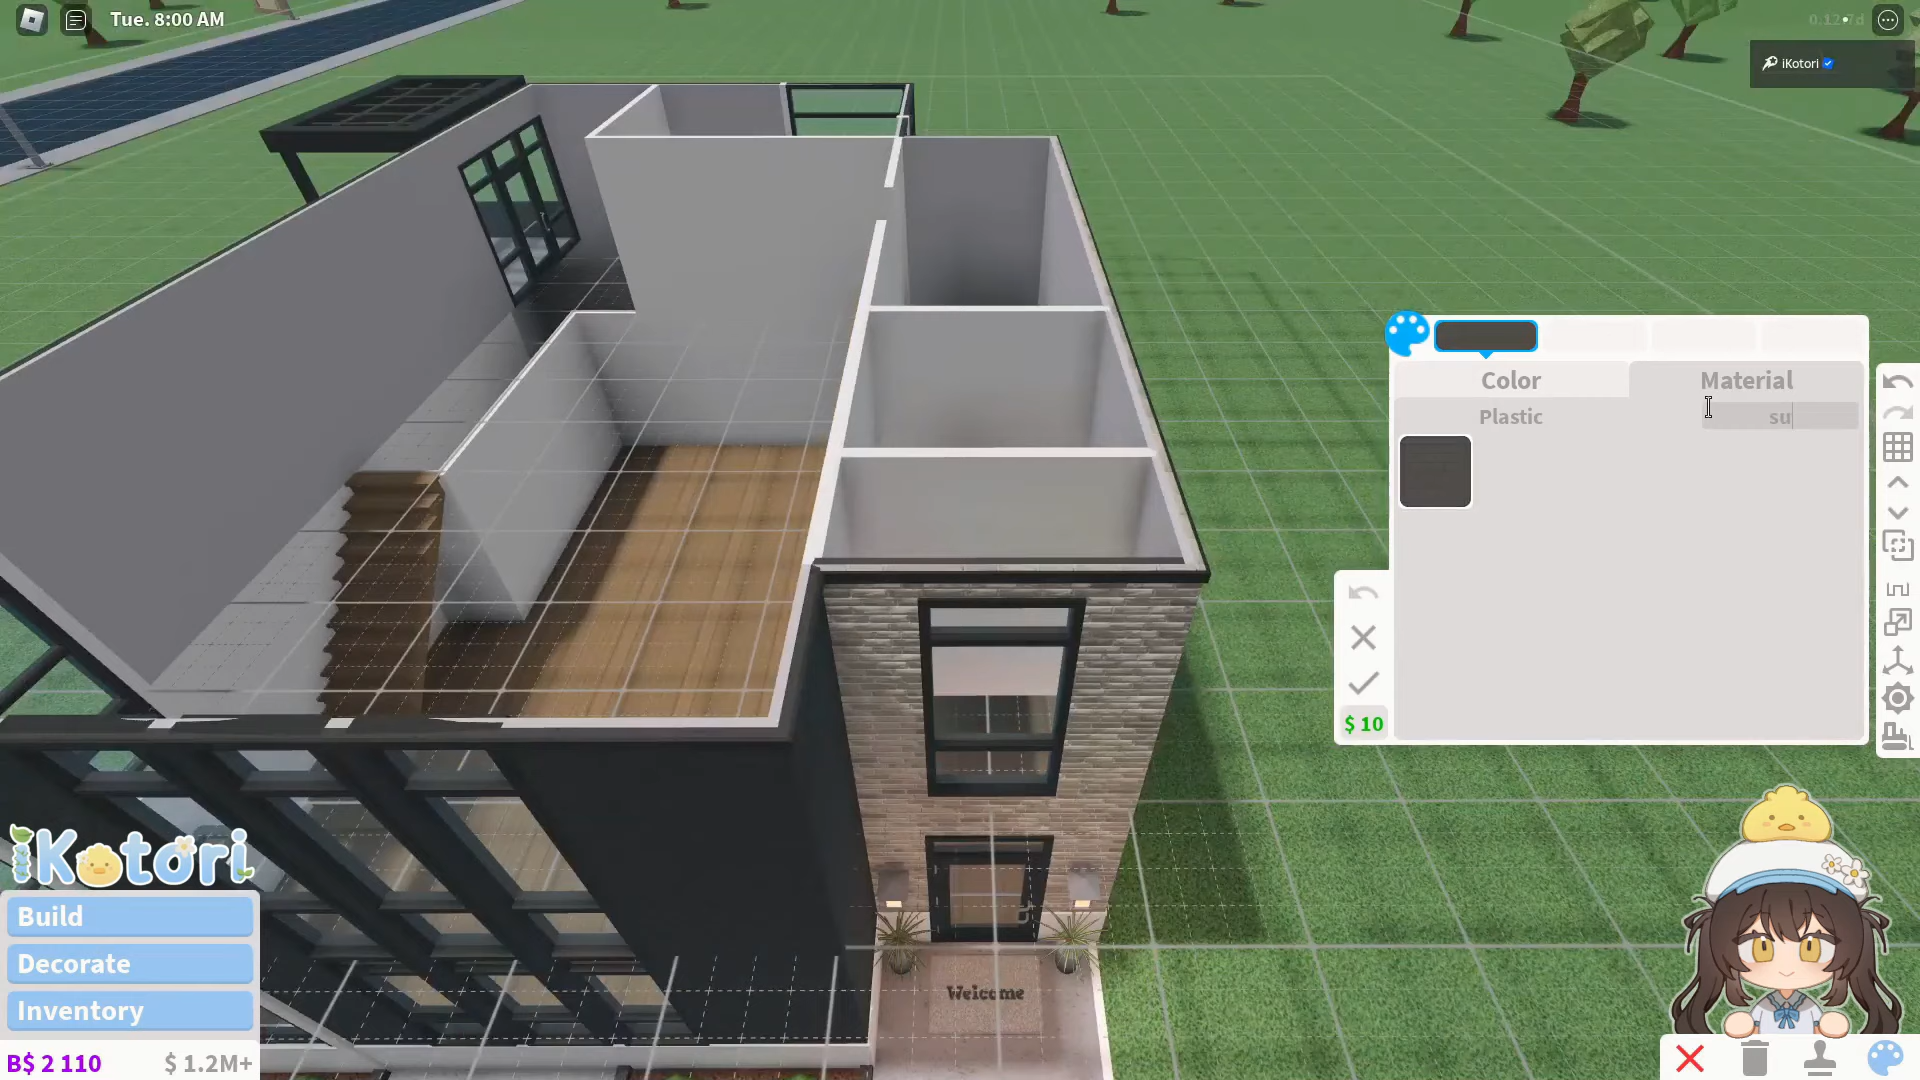 Tue. 8:00 AM
iKotori
Color
Material
Plastic
su
$ 10
iKotori
Build
Decorate
Inventory
B$ 2 110
$ 1.2M+
Welcome